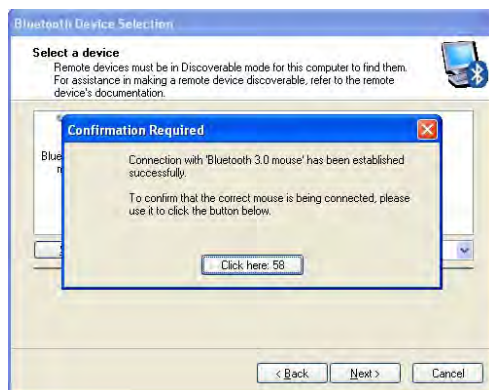 Bluetooth Device Selection
Select a device
Remote devices must be in Discoverable mode for this computer to find them.
For assistance in making a remote device discoverable, refer to the remote
device's documentation.
Confirmation Required
Blue
Connection with 'Bluetooth 3.0 mouse' has been established
successfully.
To confirm that the correct mouse is being connected, please
use it to click the button below.
Click here: 58
< Back
Next >
Cancel